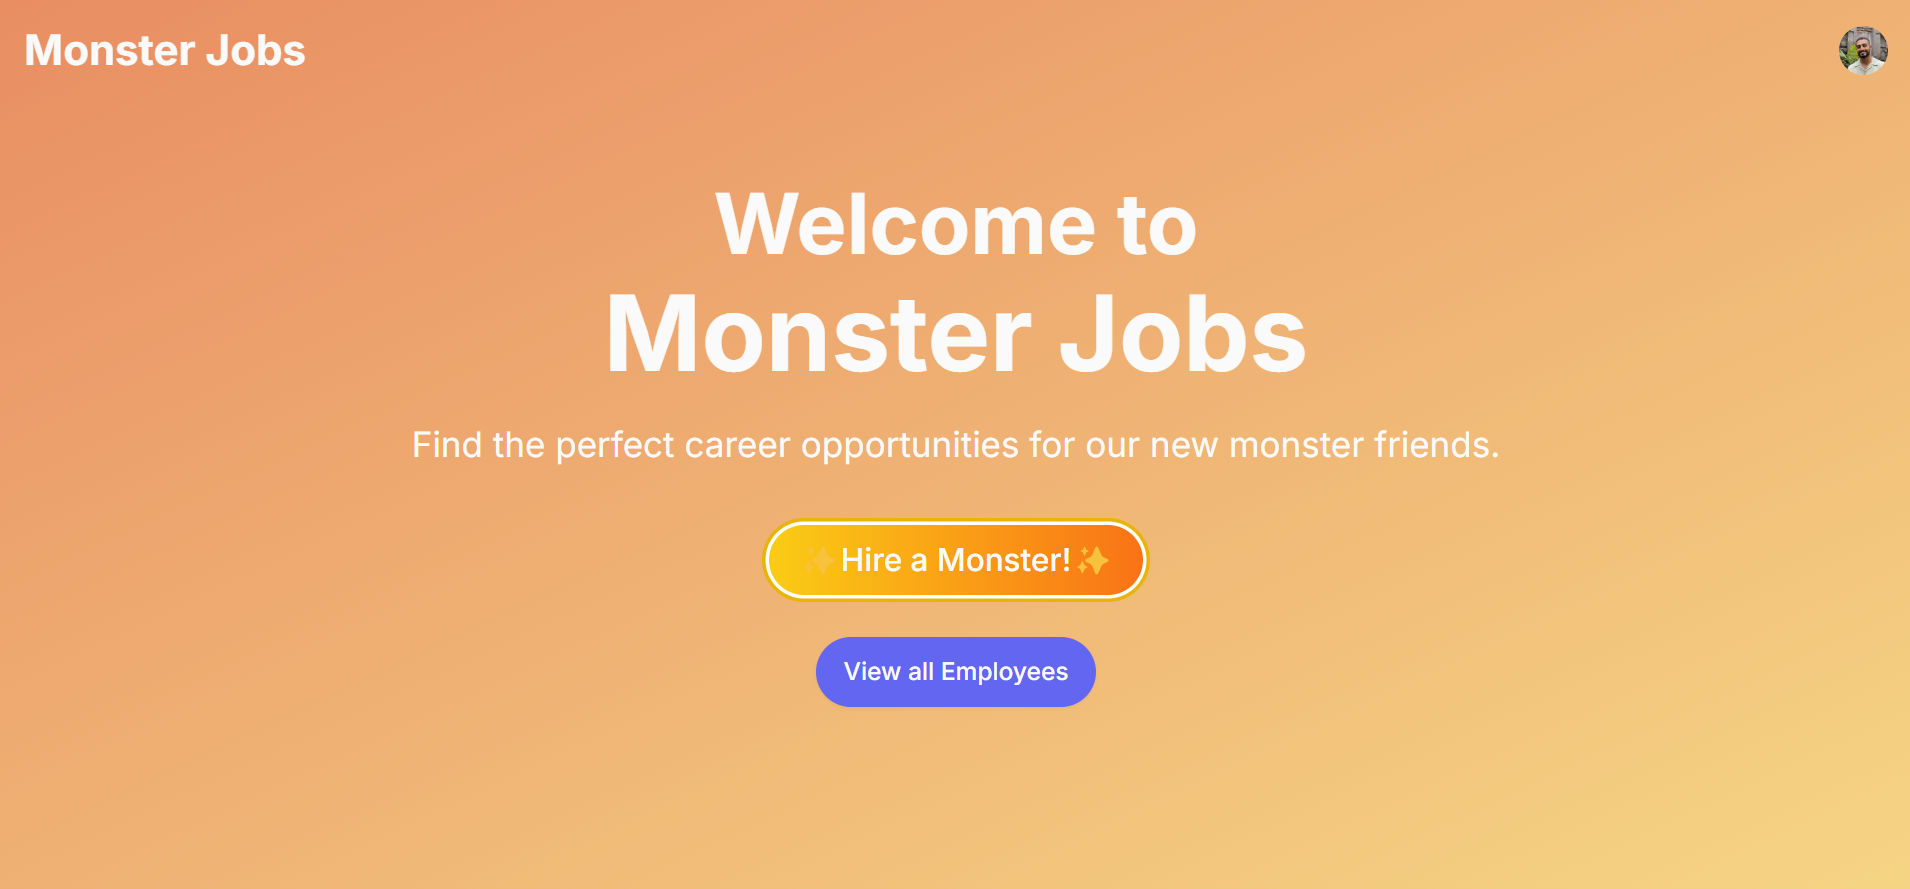 Monster Jobs
Welcome to
Monster Jobs
Find the perfect career opportunities for our new monster friends.
✨Hire a Monster!✨
View all Employees